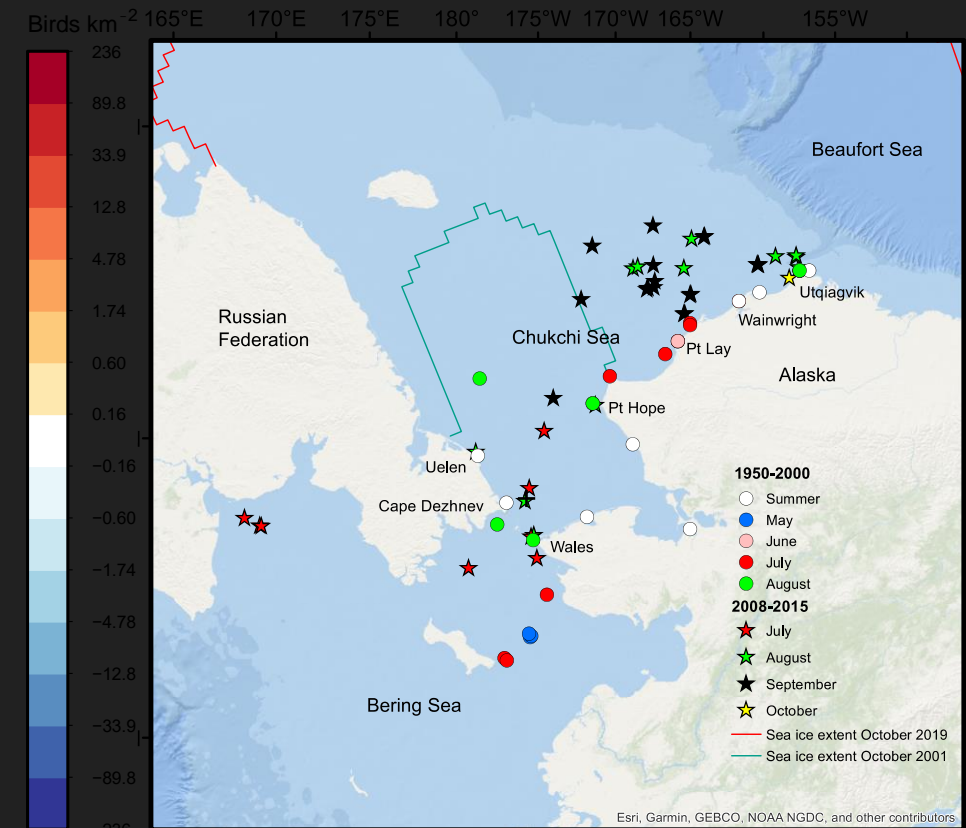 Birds km⁻²
165°E 170°E 175°E 180° 175°W 170°W 165°W 155°W
236
89.8
33.9
12.8
4.78
1.74
0.60
0.16
−0.16
−0.60
−1.74
−4.78
−12.8
−33.9
−89.8
Beaufort Sea
Utqiagvik
Wainwright
Russian
Federation
Chukchi Sea
Pt Lay
Alaska
Pt Hope
Uelen
Cape Dezhnev
Wales
Bering Sea
1950-2000
Summer
May
June
July
August
2008-2015
July
August
September
October
Sea ice extent October 2019
Sea ice extent October 2001
Esri, Garmin, GEBCO, NOAA NGDC, and other contributors